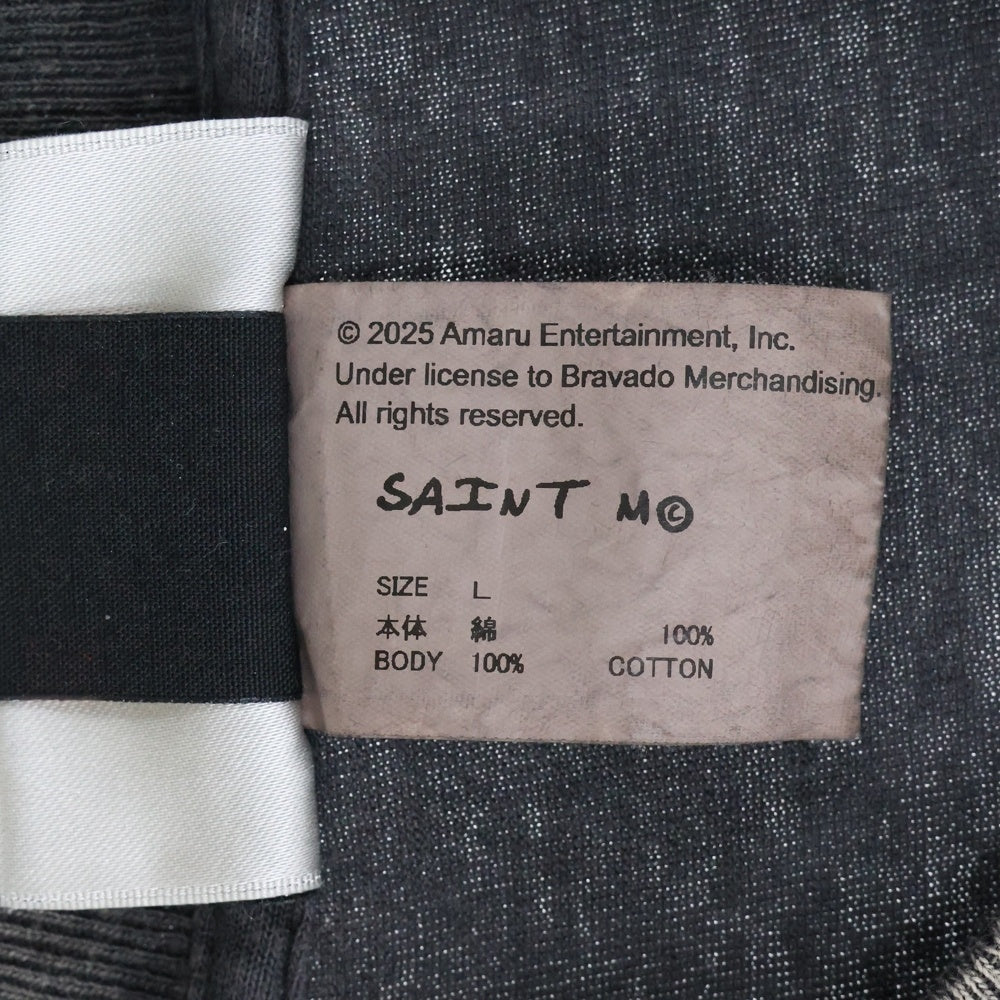 © 2025 Amaru Entertainment, Inc.
Under license to Bravado Merchandising.
All rights reserved.
SAINT M©
SIZE L
本体 綿 100%
BODY 100% COTTON